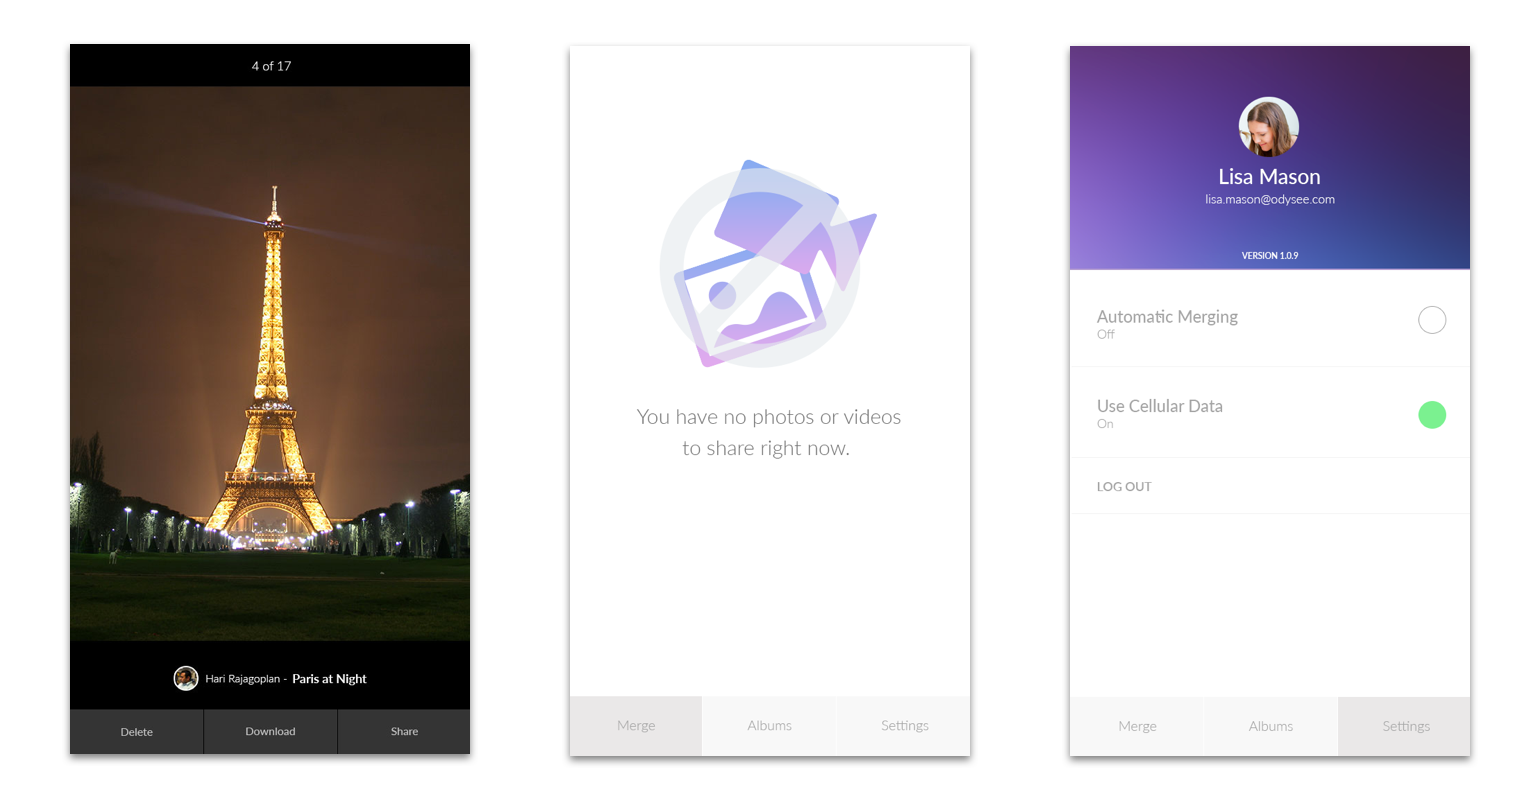 4 of 17
Hari Rajagoplan - Paris at Night
Delete Download Share
You have no photos or videos
to share right now.
Merge Albums Settings
Lisa Mason
lisa.mason@odysee.com
VERSION 1.0.9
Automatic Merging
Off
Use Cellular Data
On
LOG OUT
Merge Albums Settings